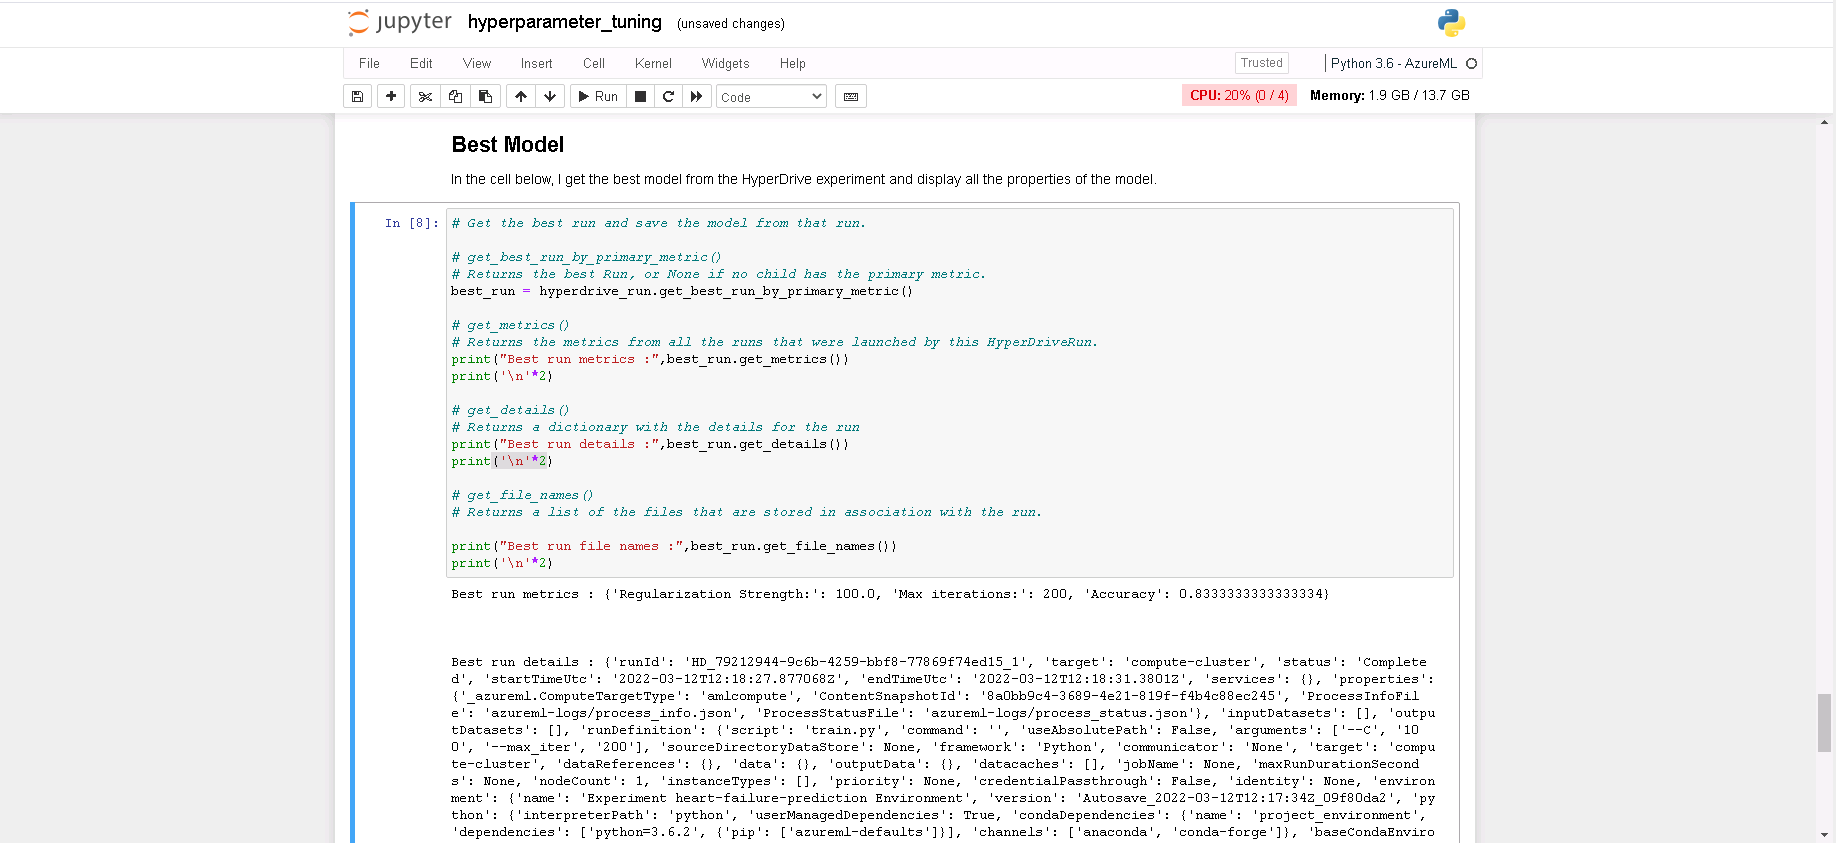 jupyter hyperparameter_tuning (unsaved changes)
File Edit View Insert Cell Kernel Widgets Help Trusted Python 3.6 - AzureML
Run Code CPU: 20% (0 / 4) Memory: 1.9 GB / 13.7 GB
Best Model
In the cell below, I get the best model from the HyperDrive experiment and display all the properties of the model.
In [8]: # Get the best run and save the model from that run.
# get_best_run_by_primary_metric()
# Returns the best Run, or None if no child has the primary metric.
best_run = hyperdrive_run.get_best_run_by_primary_metric()
# get_metrics()
# Returns the metrics from all the runs that were launched by this HyperDriveRun.
print("Best run metrics :",best_run.get_metrics())
print('\n'*2)
# get_details()
# Returns a dictionary with the details for the run
print("Best run details :",best_run.get_details())
print('\n'*2)
# get_file_names()
# Returns a list of the files that are stored in association with the run.
print("Best run file names :",best_run.get_file_names())
print('\n'*2)
Best run metrics : {'Regularization Strength:': 100.0, 'Max iterations:': 200, 'Accuracy': 0.8333333333333334}
Best run details : {'runId': 'HD_79212944-9c6b-4259-bbf8-77869f74ed15_1', 'target': 'compute-cluster', 'status': 'Complete
d', 'startTimeUtc': '2022-03-12T12:18:27.877068Z', 'endTimeUtc': '2022-03-12T12:18:31.3801Z', 'services': {}, 'properties':
{'_azureml.ComputeTargetType': 'amlcompute', 'ContentSnapshotId': '8a0bb9c4-3689-4e21-819f-f4b4c88ec245', 'ProcessInfoFil
e': 'azureml-logs/process_info.json', 'ProcessStatusFile': 'azureml-logs/process_status.json'}, 'inputDatasets': [], 'outpu
tDatasets': [], 'runDefinition': {'script': 'train.py', 'command': '', 'useAbsolutePath': False, 'arguments': ['--C', '10
0', '--max_iter', '200'], 'sourceDirectoryDataStore': None, 'framework': 'Python', 'communicator': 'None', 'target': 'compu
te-cluster', 'dataReferences': {}, 'data': {}, 'outputData': {}, 'datacaches': [], 'jobName': None, 'maxRunDurationSecond
s': None, 'nodeCount': 1, 'instanceTypes': [], 'priority': None, 'credentialPassthrough': False, 'identity': None, 'environ
ment': {'name': 'Experiment heart-failure-prediction Environment', 'version': 'Autosave_2022-03-12T12:17:34Z_09f80da2', 'py
thon': {'interpreterPath': 'python', 'userManagedDependencies': True, 'condaDependencies': {'name': 'project_environment',
'dependencies': ['python=3.6.2', {'pip': ['azureml-defaults']}], 'channels': ['anaconda', 'conda-forge']}, 'baseCondaEnviro